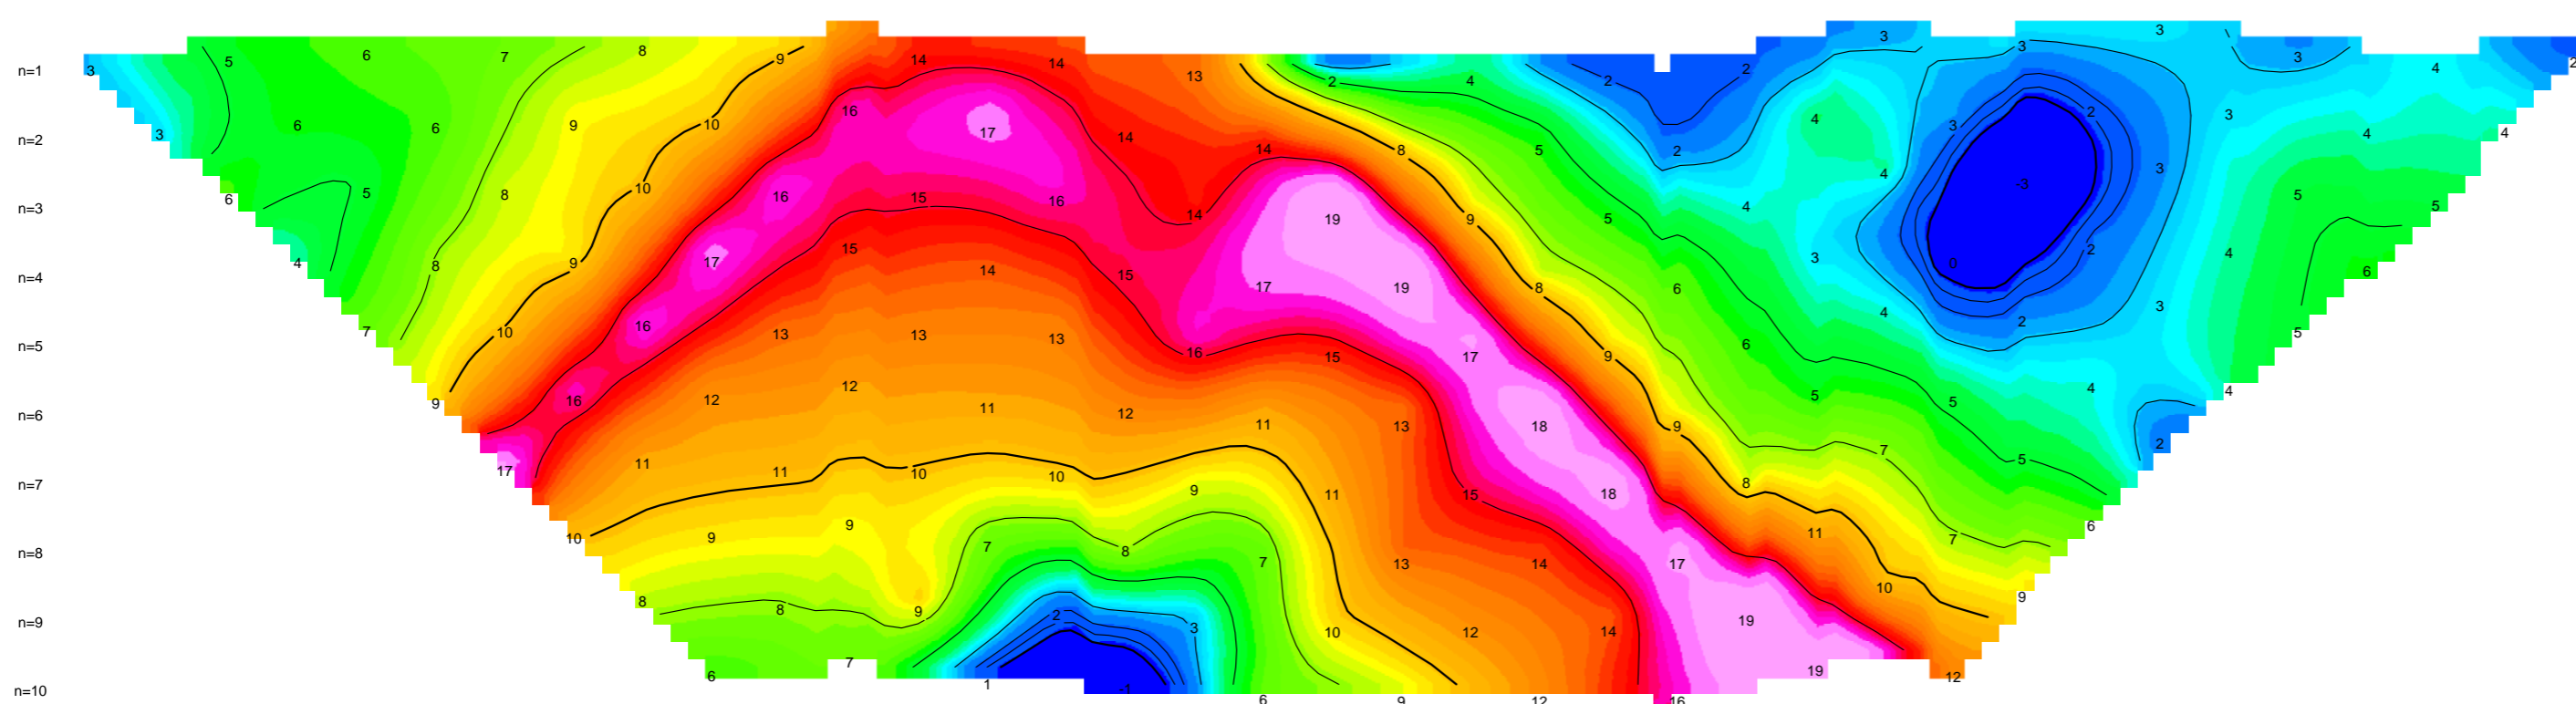 3 3
5 6 7 8 9 14 14 13 2 4 2 2 3 3 4 2
n=1 3
16 17 2 4 3 3
n=2 3 6 6 6 9 10 14 14 8 5 2 4 4 4
n=3 6 5 8 10 16 15 16 14 19 9 5 4 4 -3 3 5 5
n=4 4 8 9 17 15 14 15 17 19 8 6 3 0 2 4 6
n=5 7 10 16 13 13 13 16 15 17 9 6 4 2 3 5
n=6 9 16 12 12 11 12 11 13 18 9 5 5 4 4
n=7 17 11 11 10 10 9 11 15 18 8 7 5 2
n=8 10 9 9 7 8 7 13 14 17 11 7 6
n=9 8 8 9 2 3 10 12 14 19 10 9
n=10 6 7 1 -1 6 9 12 16 19 12